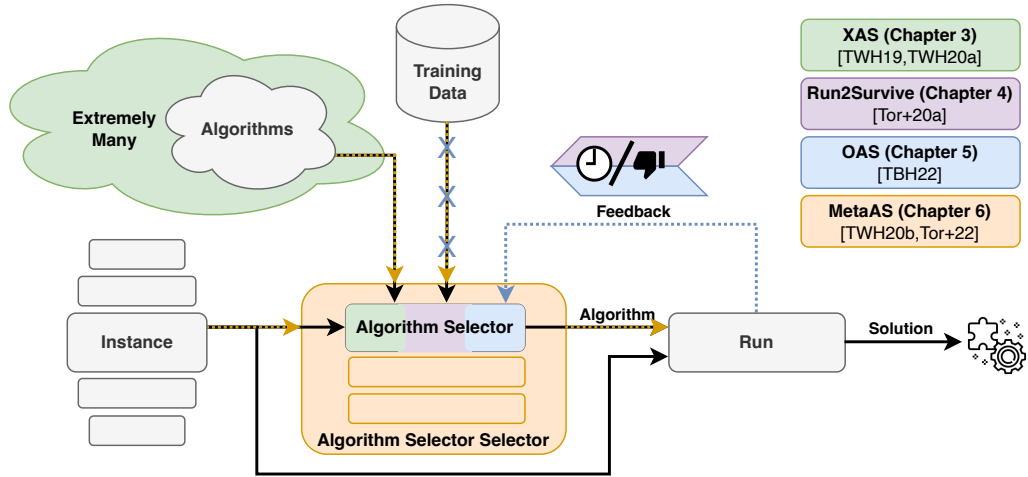 XAS (Chapter 3)
[TWH19,TWH20a]
Run2Survive (Chapter 4)
[Tor+20a]
OAS (Chapter 5)
[TBH22]
MetaAS (Chapter 6)
[TWH20b,Tor+22]
Training
Data
Extremely
Many
Algorithms
X
X
X
Feedback
Instance
Algorithm Selector
Algorithm
Run
Solution
Algorithm Selector Selector